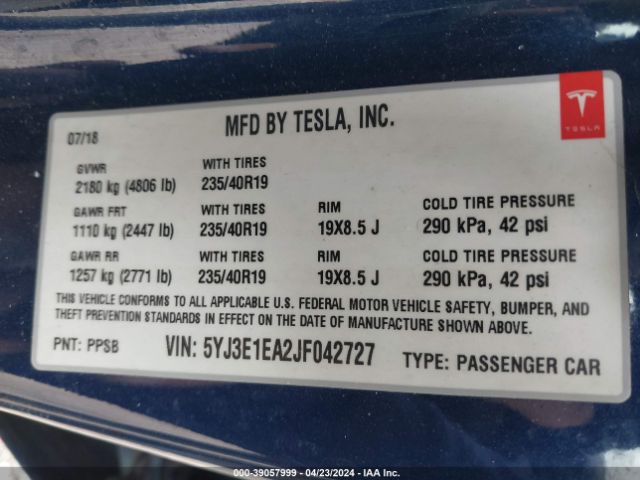 07/18
MFD BY TESLA, INC.
TESLA
GVWR
2180 kg (4806 lb)
WITH TIRES
235/40R19
GAWR FRT
1110 kg (2447 lb)
WITH TIRES
235/40R19
RIM
19X8.5 J
COLD TIRE PRESSURE
290 kPa, 42 psi
GAWR RR
1257 kg (2771 lb)
WITH TIRES
235/40R19
RIM
19X8.5 J
COLD TIRE PRESSURE
290 kPa, 42 psi
THIS VEHICLE CONFORMS TO ALL APPLICABLE U.S. FEDERAL MOTOR VEHICLE SAFETY, BUMPER, AND
THEFT PREVENTION STANDARDS IN EFFECT ON THE DATE OF MANUFACTURE SHOWN ABOVE.
PNT: PPSB
VIN: 5YJ3E1EA2JF042727
TYPE: PASSENGER CAR
000-39057999 - 04/23/2024 - IAA Inc.